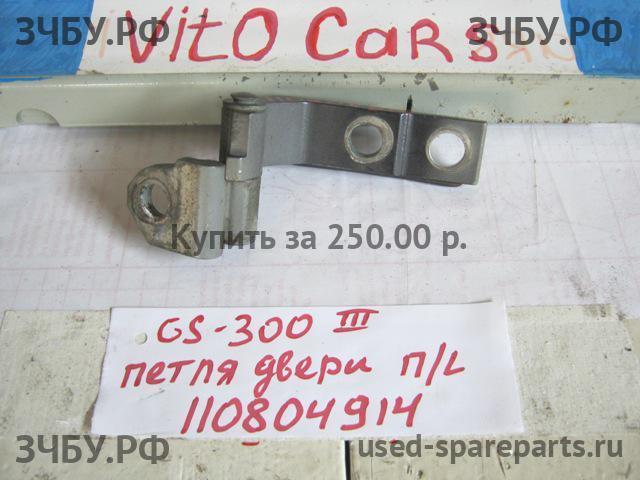 ЗЧБУ.РФ
ЗЧБУ.РФ
Vito Cars
Купить за 250.00 р.
GS-300 III
петля двери п/L
110804914
ЗЧБУ.РФ
used-spareparts.ru